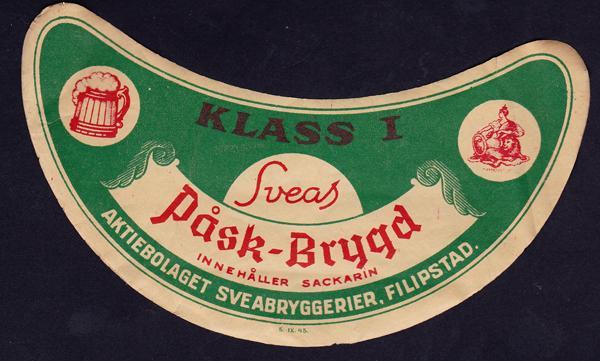 KLASS I
Sveas
Påsk-Brygd
INNEHÅLLER SACKARIN
AKTIEBOLAGET SVEABRYGGERIER, FILIPSTAD.